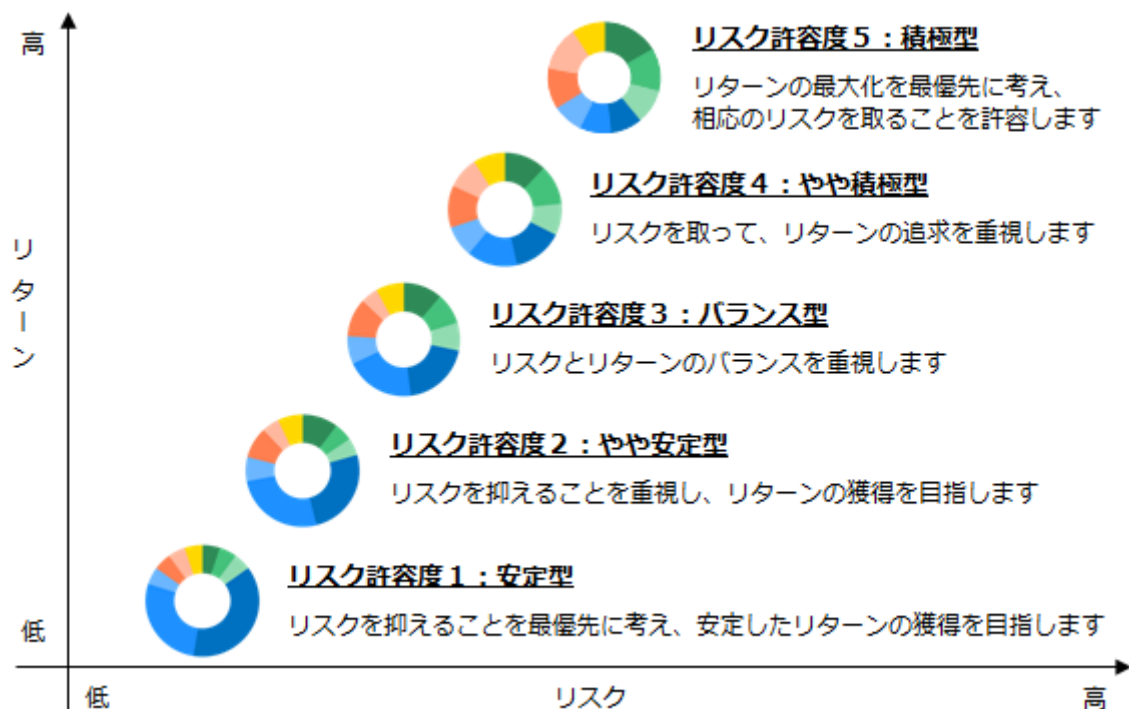 高
リスク許容度５：積極型
リターンの最大化を最優先に考え、
相応のリスクを取ることを許容します
リスク許容度４：やや積極型
リスクを取って、リターンの追求を重視します
リターン
リスク許容度３：バランス型
リスクとリターンのバランスを重視します
リスク許容度２：やや安定型
リスクを抑えることを重視し、リターンの獲得を目指します
リスク許容度１：安定型
リスクを抑えることを最優先に考え、安定したリターンの獲得を目指します
低
低
リスク
高